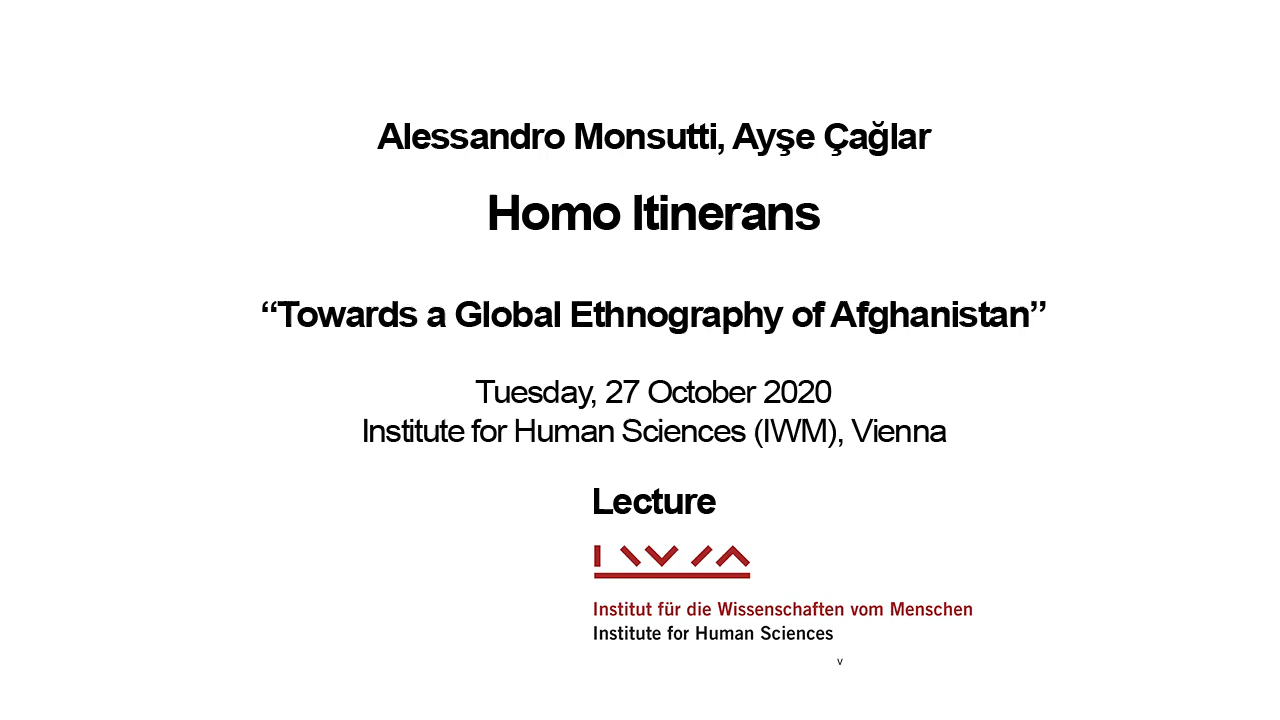 Alessandro Monsutti, Ayşe Çağlar
Homo Itinerans
“Towards a Global Ethnography of Afghanistan”
Tuesday, 27 October 2020
Institute for Human Sciences (IWM), Vienna
Lecture
Institut für die Wissenschaften vom Menschen
Institute for Human Sciences
v